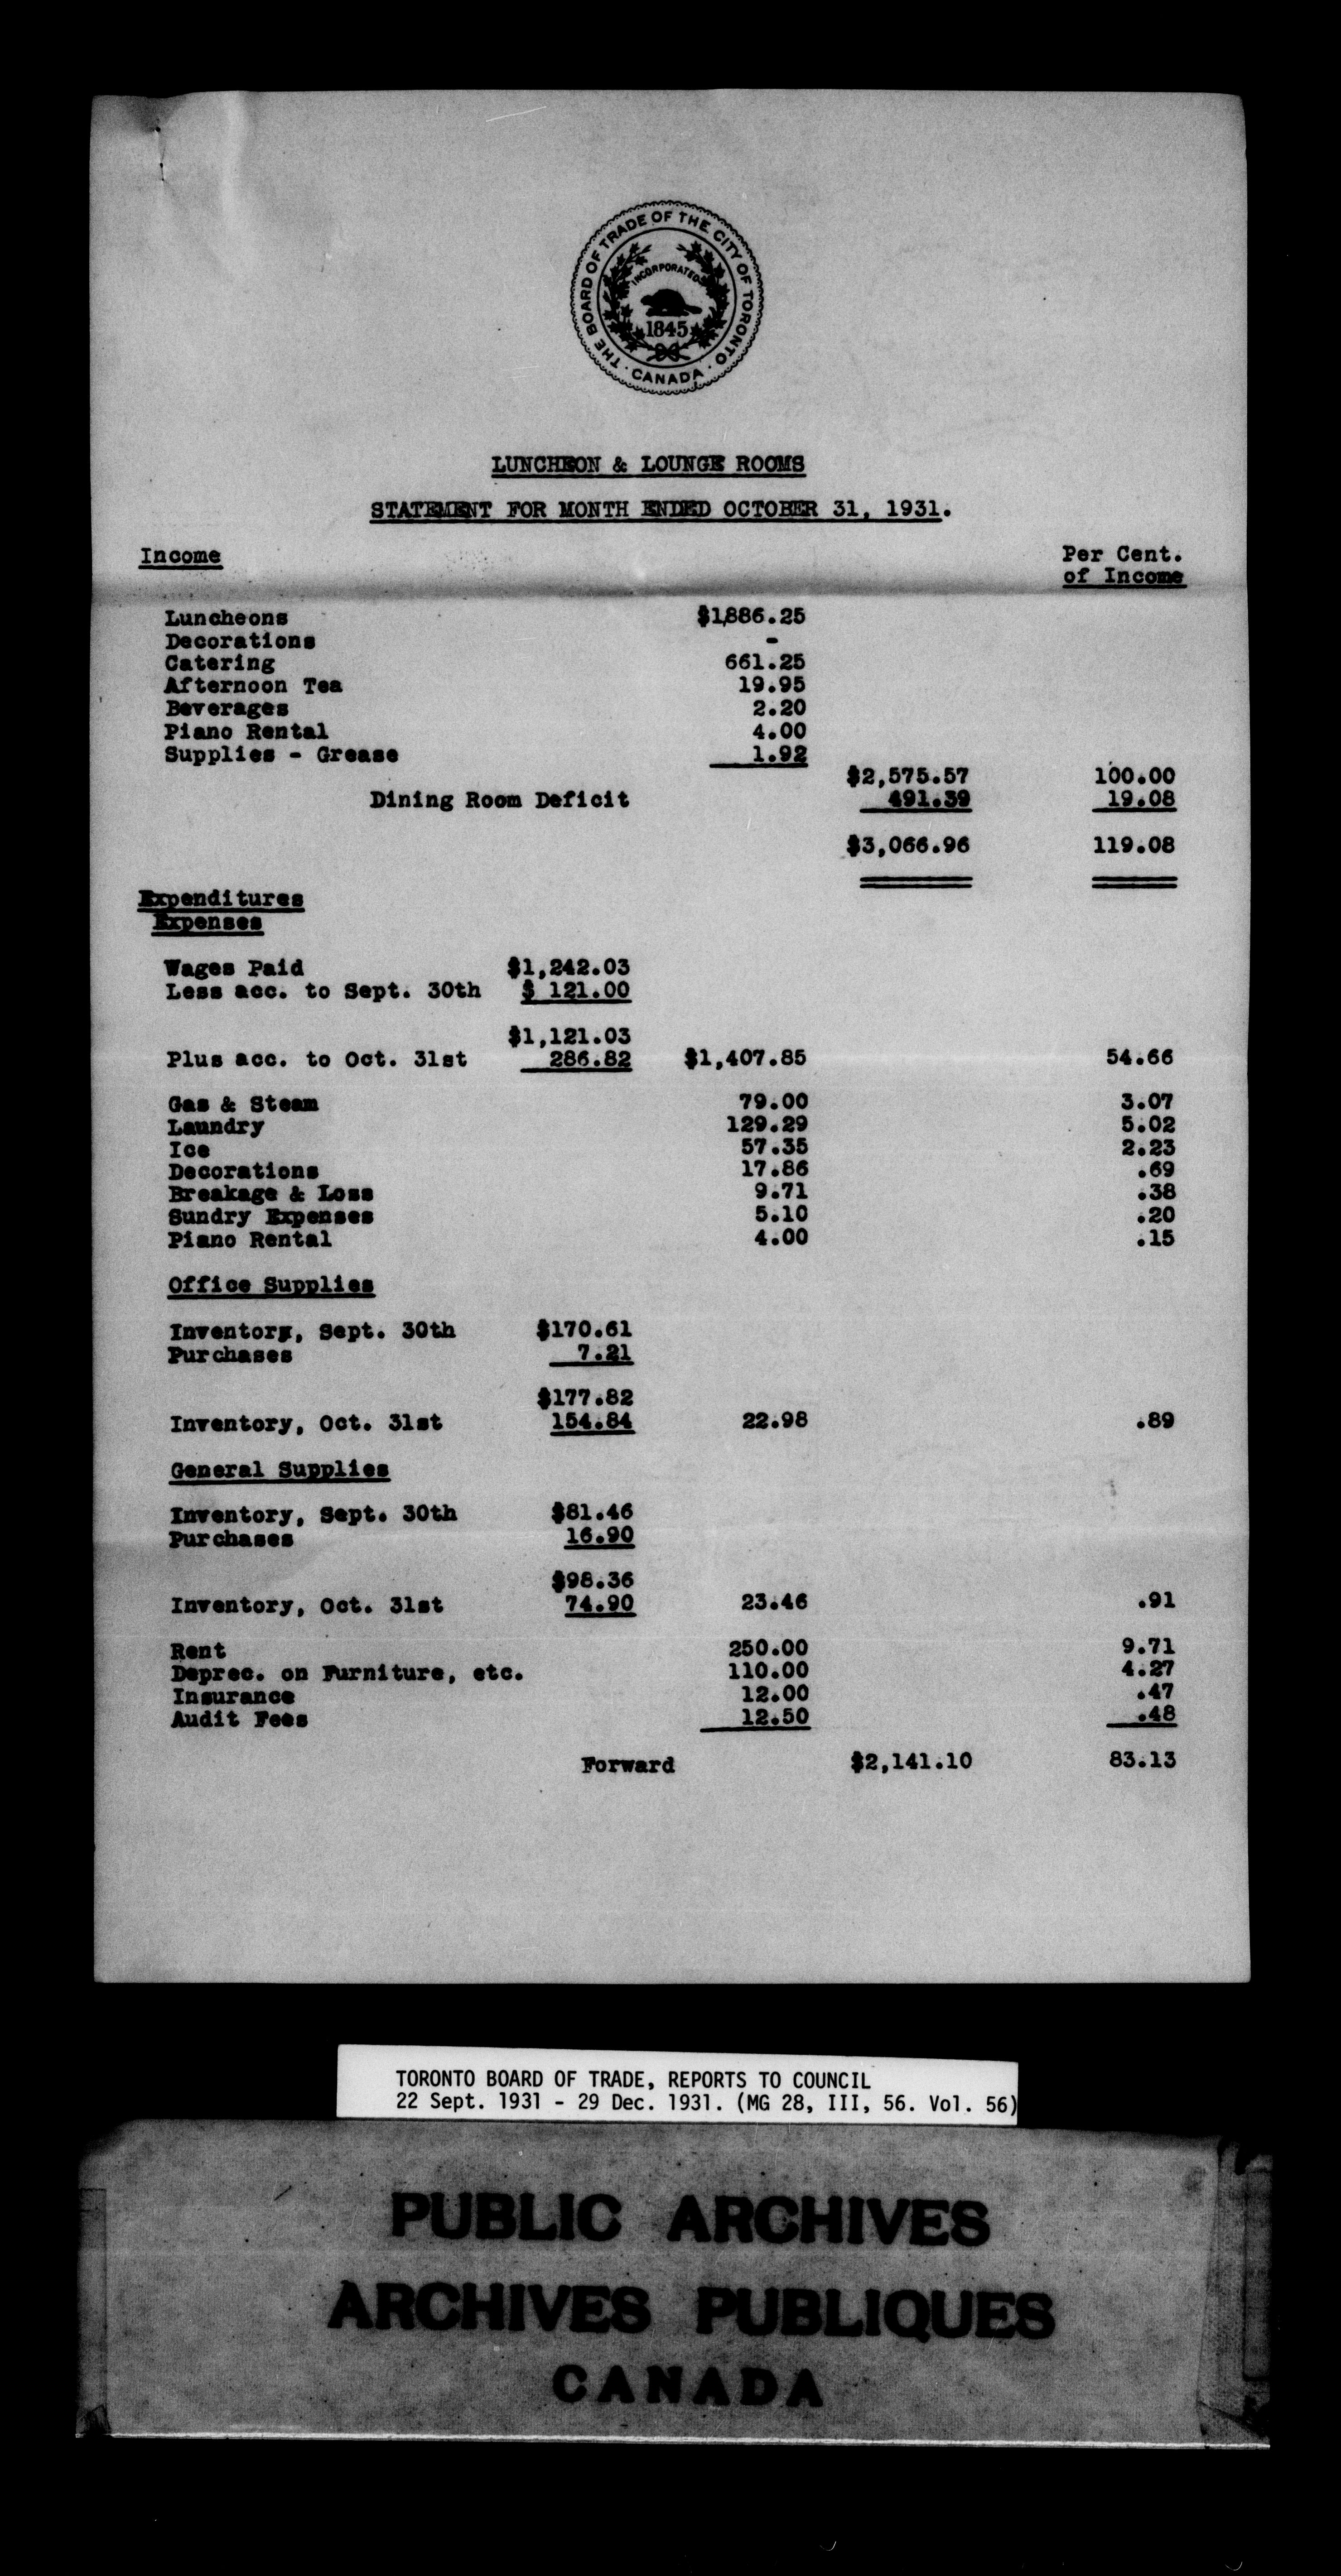 THE BOARD OF TRADE OF THE CITY OF TORONTO
· CANADA ·
INCORPORATED
1845
LUNCHEON & LOUNGE ROOMS
STATEMENT FOR MONTH ENDED OCTOBER 31, 1931.
Income Per Cent.
of Income
Luncheons $1,886.25
Decorations -
Catering 661.25
Afternoon Tea 19.95
Beverages 2.20
Piano Rental 4.00
Supplies - Grease 1.92
$2,575.57 100.00
Dining Room Deficit 491.39 19.08
$3,066.96 119.08
Expenditures
Expenses
Wages Paid $1,242.03
Less acc. to Sept. 30th $ 121.00
$1,121.03
Plus acc. to Oct. 31st 286.82 $1,407.85 54.66
Gas & Steam 79.00 3.07
Laundry 129.29 5.02
Ice 57.35 2.23
Decorations 17.86 .69
Breakage & Loss 9.71 .38
Sundry Expenses 5.10 .20
Piano Rental 4.00 .15
Office Supplies
Inventory, Sept. 30th $170.61
Purchases 7.21
$177.82
Inventory, Oct. 31st 154.84 22.98 .89
General Supplies
Inventory, Sept. 30th $81.46
Purchases 16.90
$98.36
Inventory, Oct. 31st 74.90 23.46 .91
Rent 250.00 9.71
Deprec. on Furniture, etc. 110.00 4.27
Insurance 12.00 .47
Audit Fees 12.50 .48
Forward $2,141.10 83.13
TORONTO BOARD OF TRADE, REPORTS TO COUNCIL
22 Sept. 1931 - 29 Dec. 1931. (MG 28, III, 56. Vol. 56)
PUBLIC ARCHIVES
ARCHIVES PUBLIQUES
CANADA